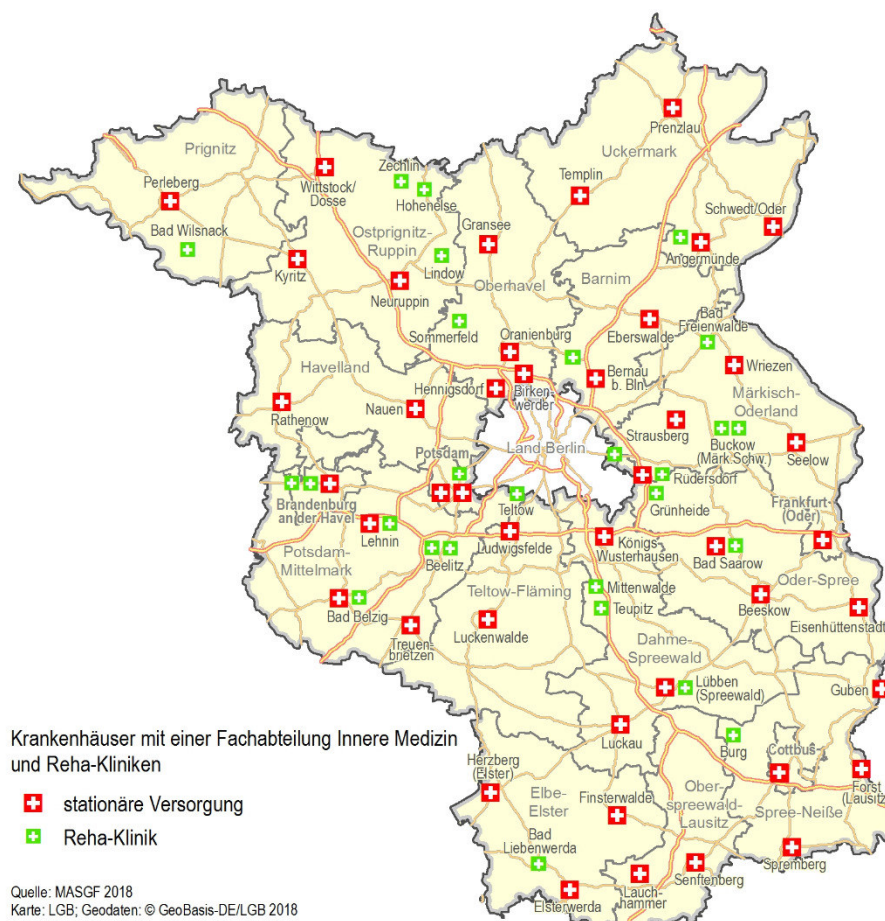 Prenzlau
Uckermark
Prignitz
Wittstock/
Dosse
Zechlin
Hohenelse
Templin
Perleberg
Schwedt/Oder
Bad Wilsnack
Ostprignitz-
Ruppin
Gransee
Angermünde
Kyritz
Lindow
Neuruppin
Oberhavel
Barnim
Bad
Freienwalde
Sommerfeld
Oranienburg
Eberswalde
Havelland
Hennigsdorf
Birken-
werder
Bernau
b. Bln.
Wriezen
Märkisch-
Oderland
Rathenow
Nauen
Strausberg
Buckow
(Märk.Schw.)
Seelow
Land Berlin
Potsdam
Rüdersdorf
Brandenburg
an der Havel
Teltow
Grünheide
Frankfurt-
(Oder)
Lehnin
Ludwigsfelde
Königs
Wusterhausen
Potsdam-
Mittelmark
Beelitz
Bad Saarow
Oder-Spree
Teltow-Fläming
Mittenwalde
Teupitz
Beeskow
Bad Belzig
Eisenhüttenstadt
Treuen-
brietzen
Luckenwalde
Dahme-
Spreewald
Lübben
(Spreewald)
Guben
Luckau
Burg
Cottbus
Herzberg
(Elster)
Forst
(Lausitz)
Elbe-
Elster
Finsterwalde
Ober-
spreewald-
Lausitz
Spree-Neiße
Bad
Liebenwerda
Spremberg
Senftenberg
Lauch-
hammer
Elsterwerda
Krankenhäuser mit einer Fachabteilung Innere Medizin
und Reha-Kliniken
stationäre Versorgung
Reha-Klinik
Quelle: MASGF 2018
Karte: LGB; Geodaten: © GeoBasis-DE/LGB 2018